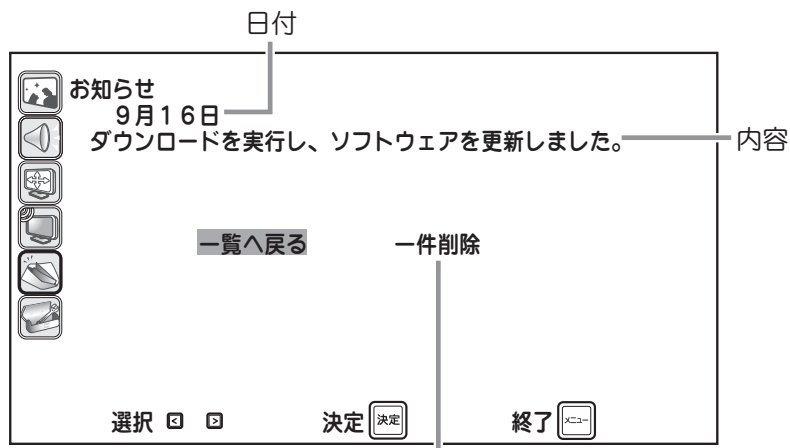 日付
お知らせ
９月１６日
ダウンロードを実行し、ソフトウェアを更新しました。
内容
一覧へ戻る 一件削除
選択 決定 決定 終了 メニュー